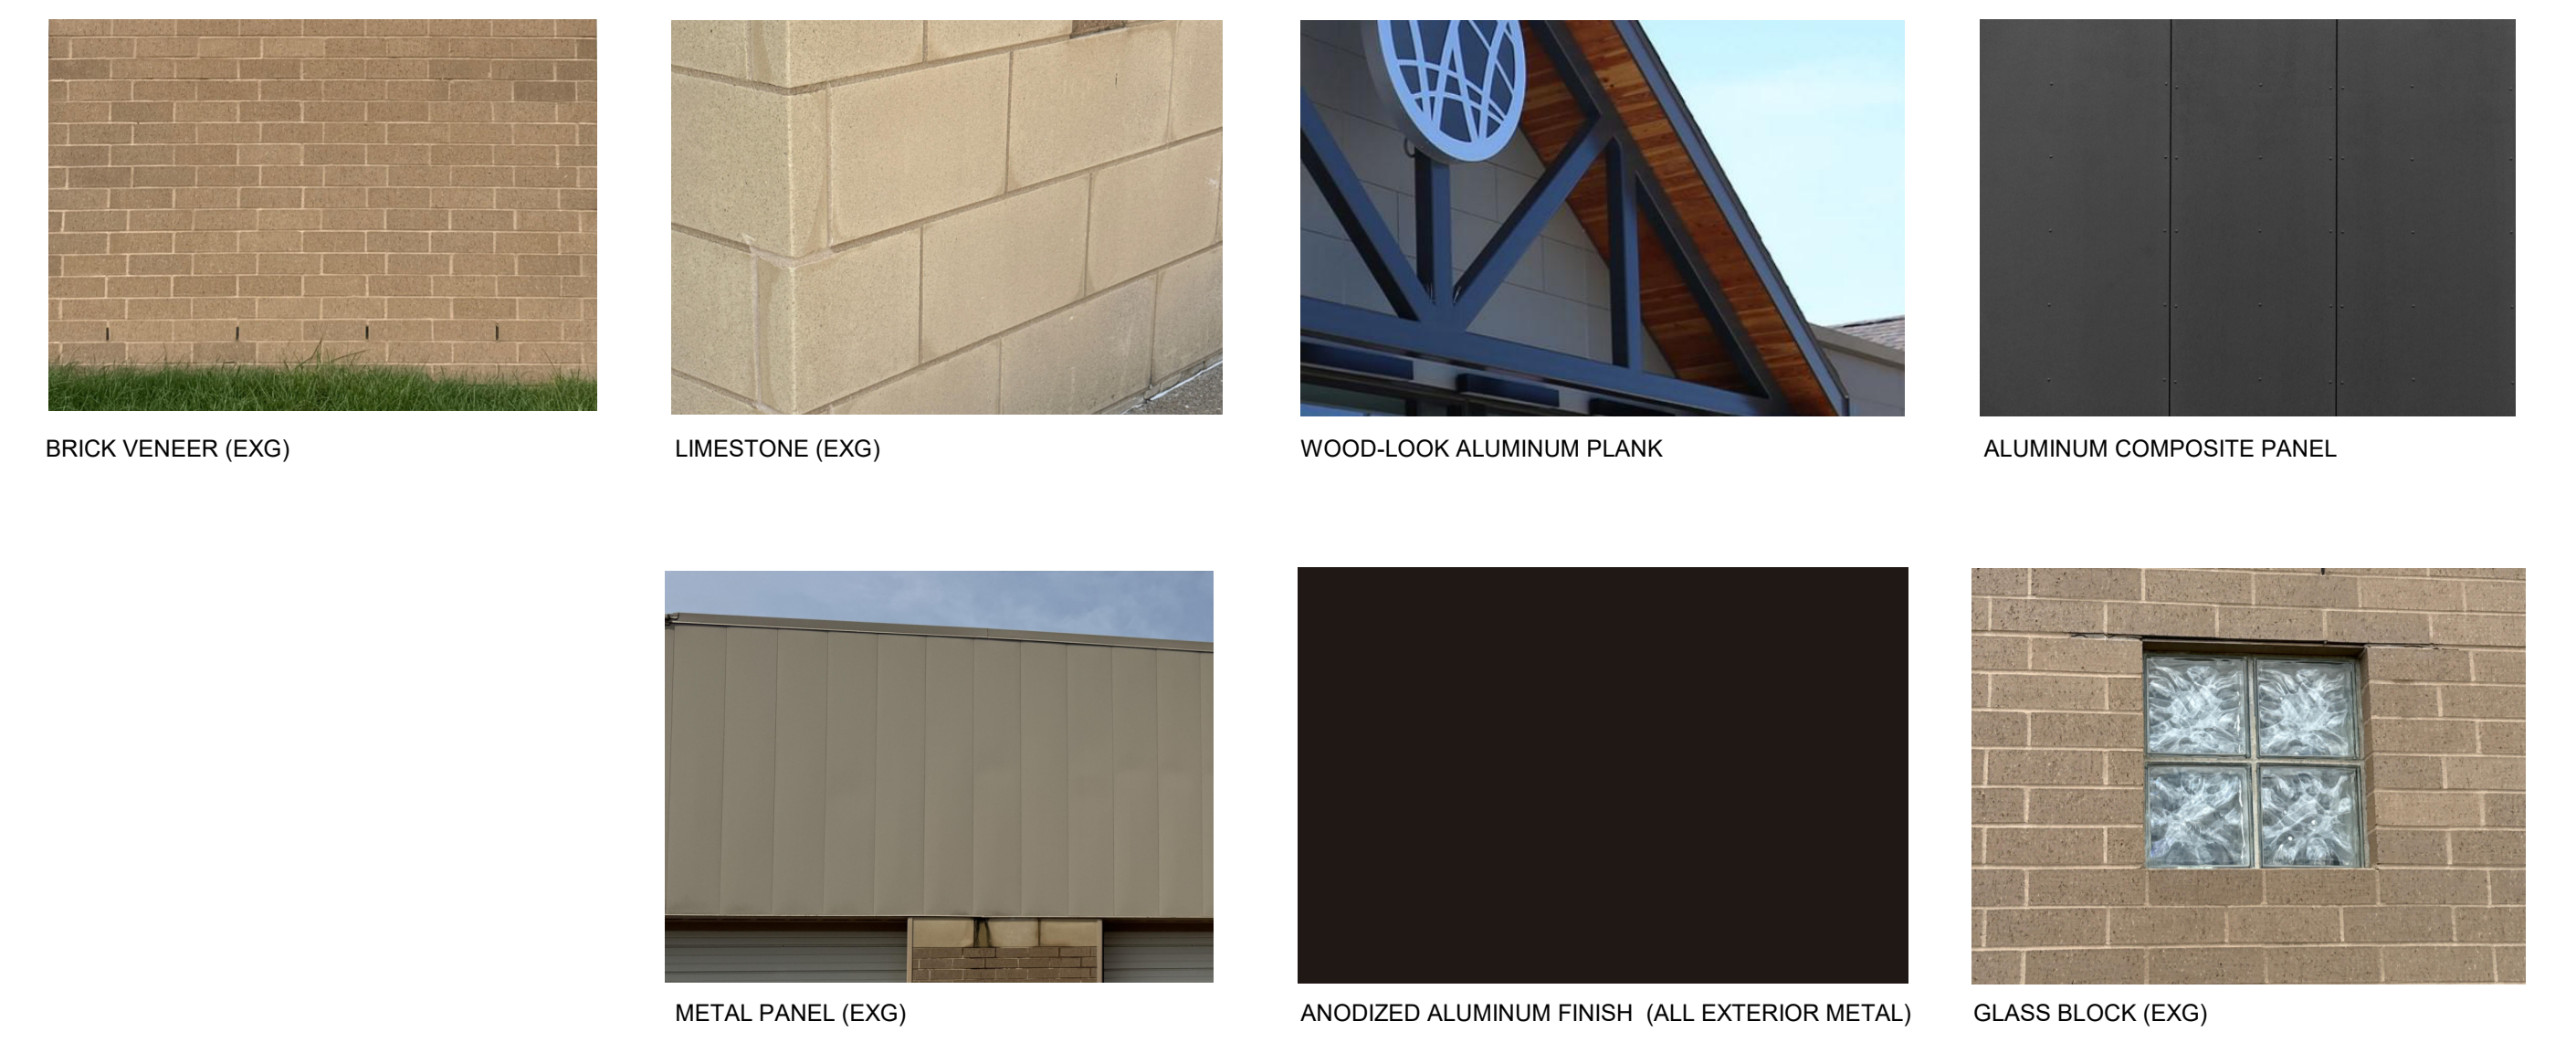 BRICK VENEER (EXG)
LIMESTONE (EXG)
WOOD-LOOK ALUMINUM PLANK
ALUMINUM COMPOSITE PANEL
METAL PANEL (EXG)
ANODIZED ALUMINUM FINISH  (ALL EXTERIOR METAL)
GLASS BLOCK (EXG)